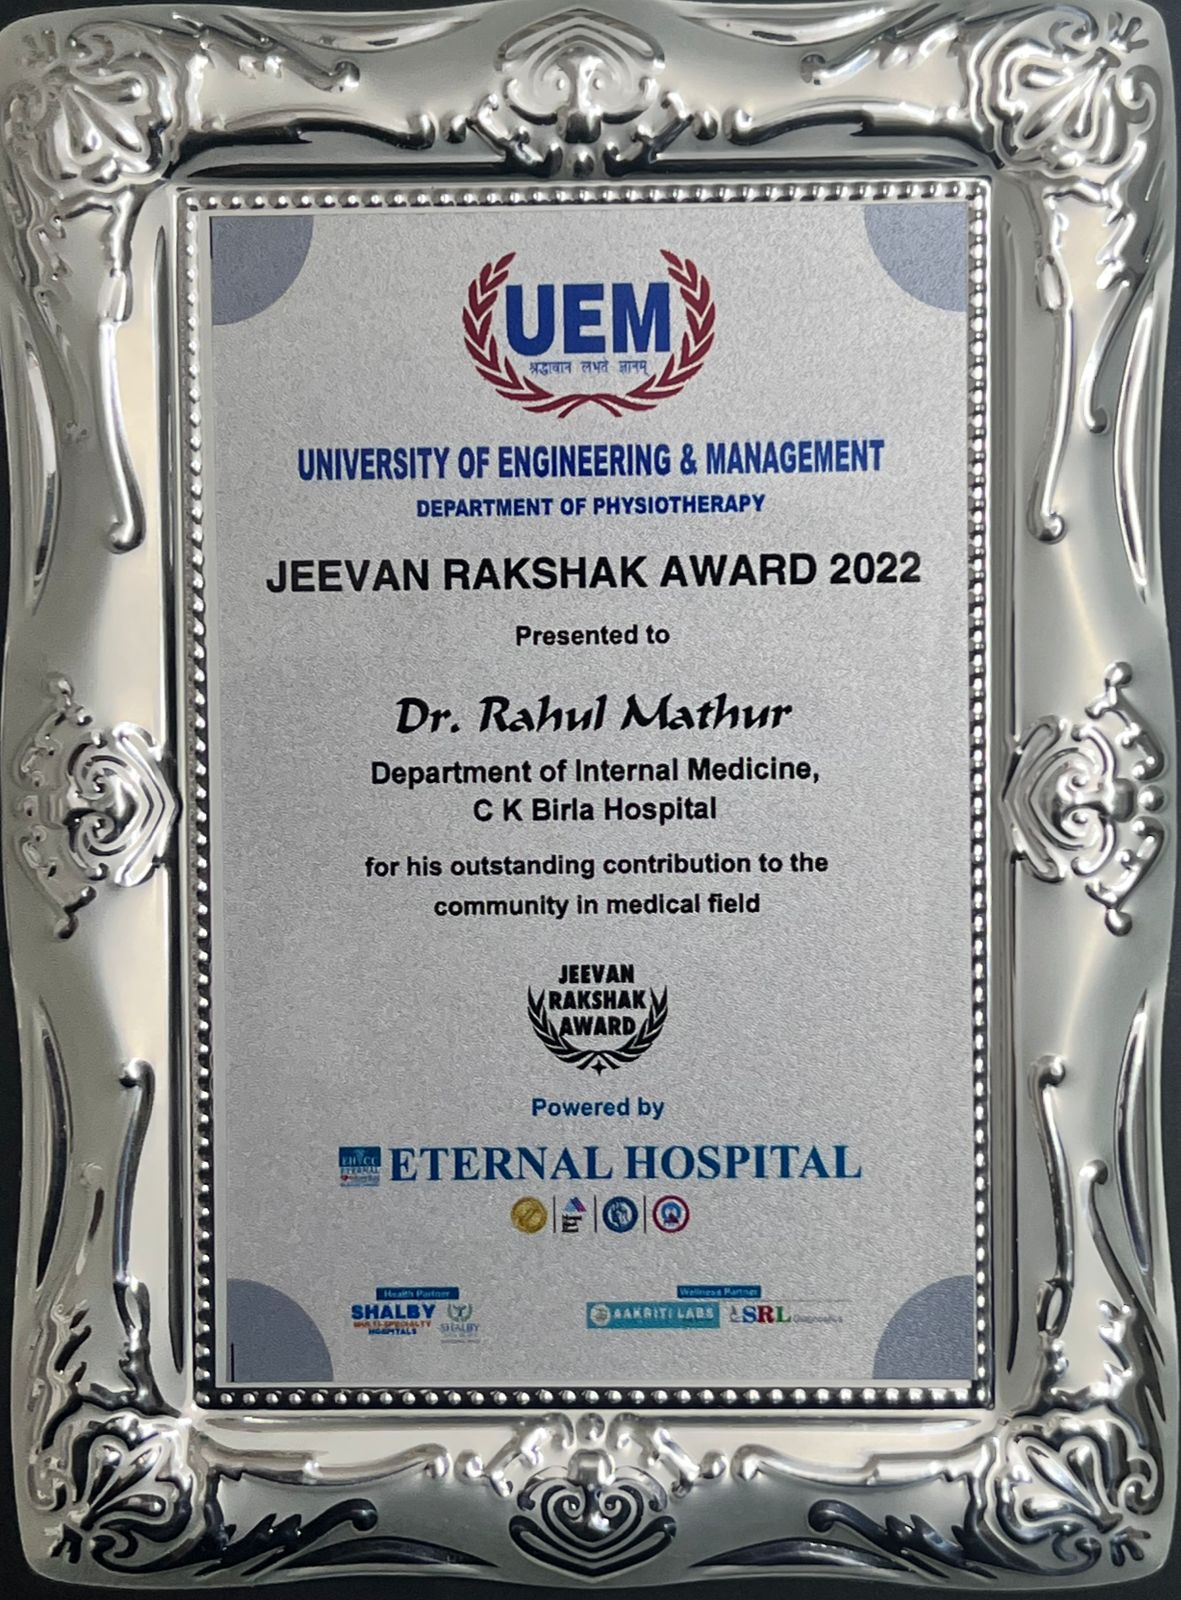 UEM
श्रद्धावान लभते ज्ञानम्
UNIVERSITY OF ENGINEERING & MANAGEMENT
DEPARTMENT OF PHYSIOTHERAPY
JEEVAN RAKSHAK AWARD 2022
Presented to
Dr. Rahul Mathur
Department of Internal Medicine,
C K Birla Hospital
for his outstanding contribution to the
community in medical field
JEEVAN
RAKSHAK
AWARD
Powered by
EHCC
ETERNAL
ETERNAL HOSPITAL
Health Partner
SHALBY
MULTI-SPECIALTY
HOSPITALS
SHALBY
Wellness Partner
AAKRITI LABS
SRL Diagnostics